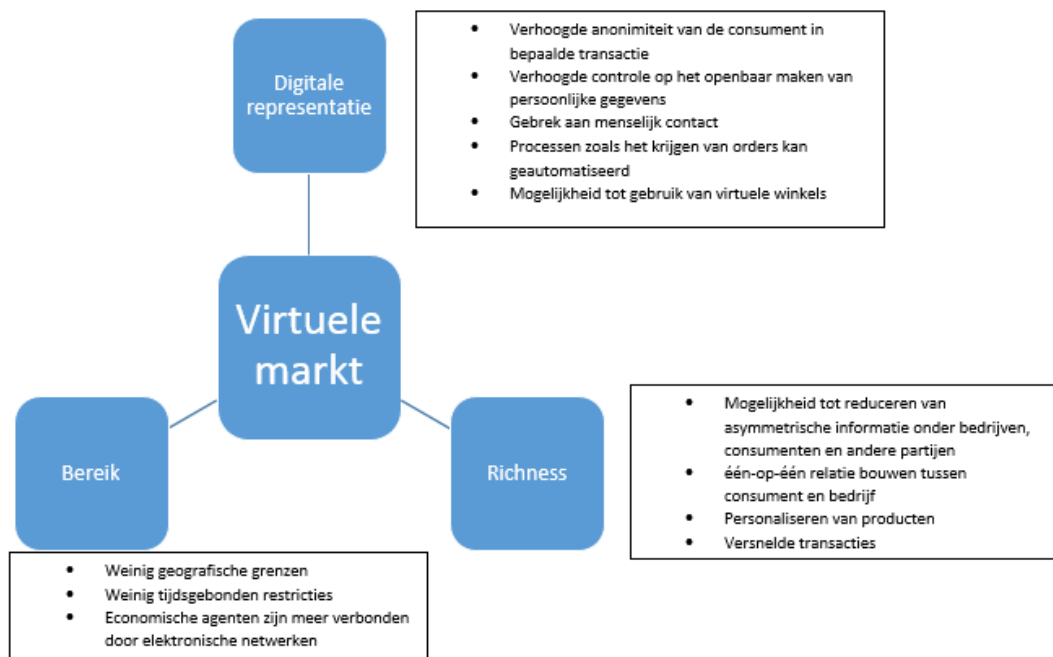 Digitale
representatie
• Verhoogde anonimiteit van de consument in
bepaalde transactie
• Verhoogde controle op het openbaar maken van
persoonlijke gegevens
• Gebrek aan menselijk contact
• Processen zoals het krijgen van orders kan
geautomatiseerd
• Mogelijkheid tot gebruik van virtuele winkels
Virtuele
markt
Bereik
• Weinig geografische grenzen
• Weinig tijdsgebonden restricties
• Economische agenten zijn meer verbonden
door elektronische netwerken
Richness
• Mogelijkheid tot reduceren van
asymmetrische informatie onder bedrijven,
consumenten en andere partijen
• één-op-één relatie bouwen tussen
consument en bedrijf
• Personaliseren van producten
• Versnelde transacties